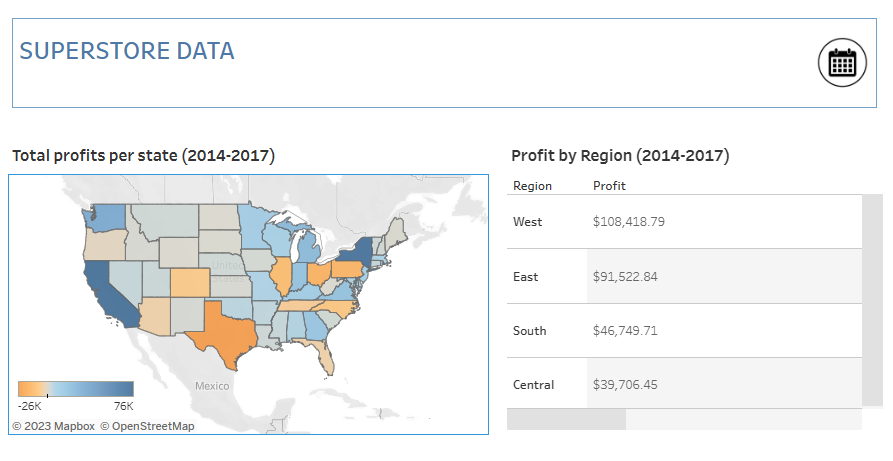 SUPERSTORE DATA
Total profits per state (2014-2017)
United
States
Mexico
-26K 76K
© 2023 Mapbox © OpenStreetMap
Profit by Region (2014-2017)
Region Profit
West $108,418.79
East $91,522.84
South $46,749.71
Central $39,706.45